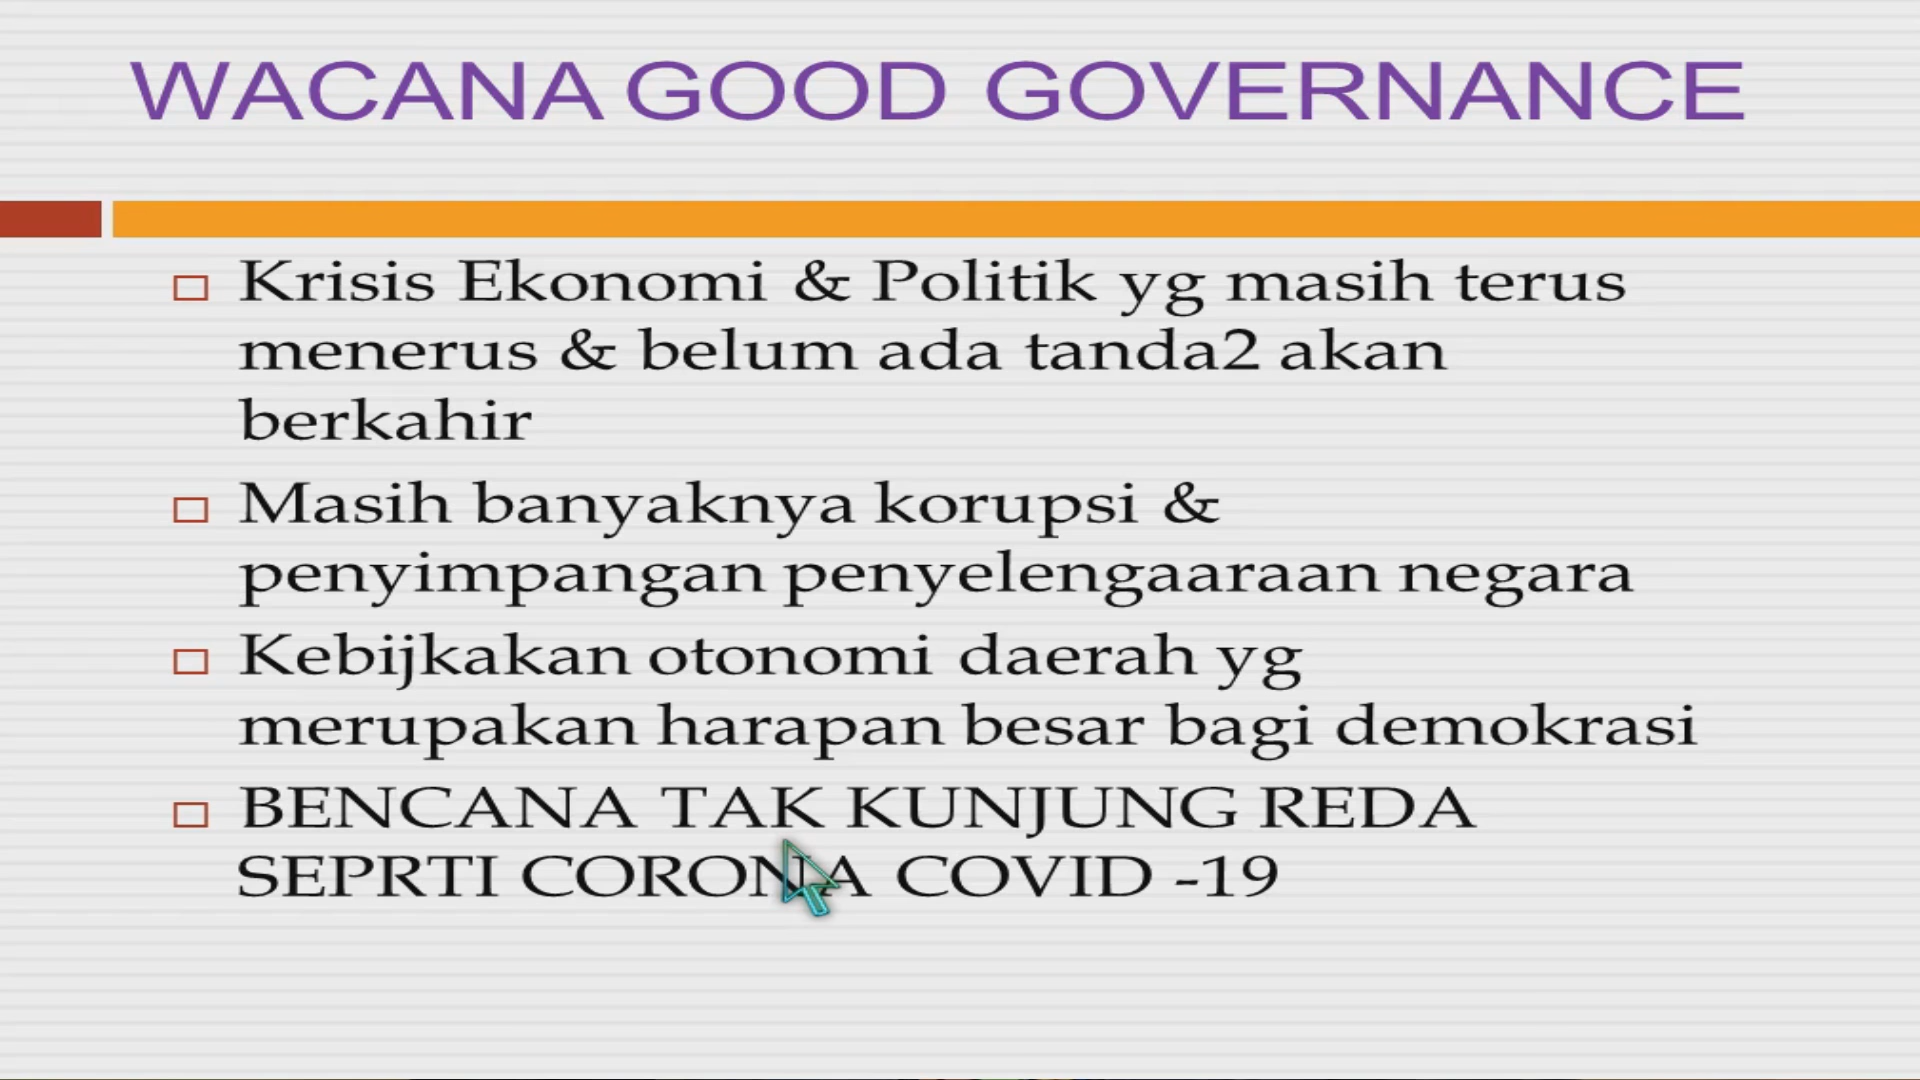 WACANA GOOD GOVERNANCE
Krisis Ekonomi & Politik yg masih terus
menerus & belum ada tanda2 akan
berkahir
Masih banyaknya korupsi &
penyimpangan penyelengaaraan negara
Kebijkakan otonomi daerah yg
merupakan harapan besar bagi demokrasi
BENCANA TAK KUNJUNG REDA
SEPRTI CORONA COVID -19